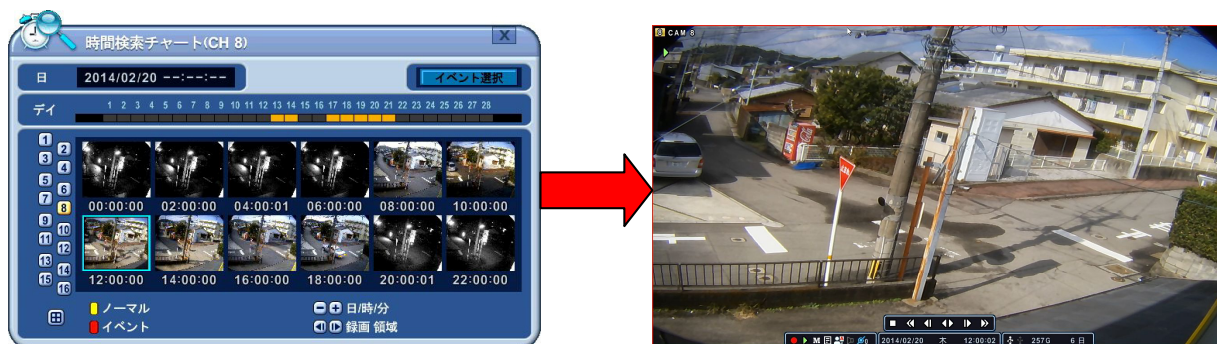 時間検索チャート(CH 8)
X
日 2014/02/20 --:--:-- イベント選択
デイ 1 2 3 4 5 6 7 8 9 10 11 12 13 14 15 16 17 18 19 20 21 22 23 24 25 26 27 28
1 2
3 4
5 6
7 8
9 10
11 12
13 14
15 16
00:00:00 02:00:00 04:00:01 06:00:00 08:00:00 10:00:00
12:00:00 14:00:00 16:00:00 18:00:00 20:00:01 22:00:00
ノーマル 日/時/分
イベント 録画 領域
CAM 8
M 2014/02/20 木 12:00:02 257G 6 日